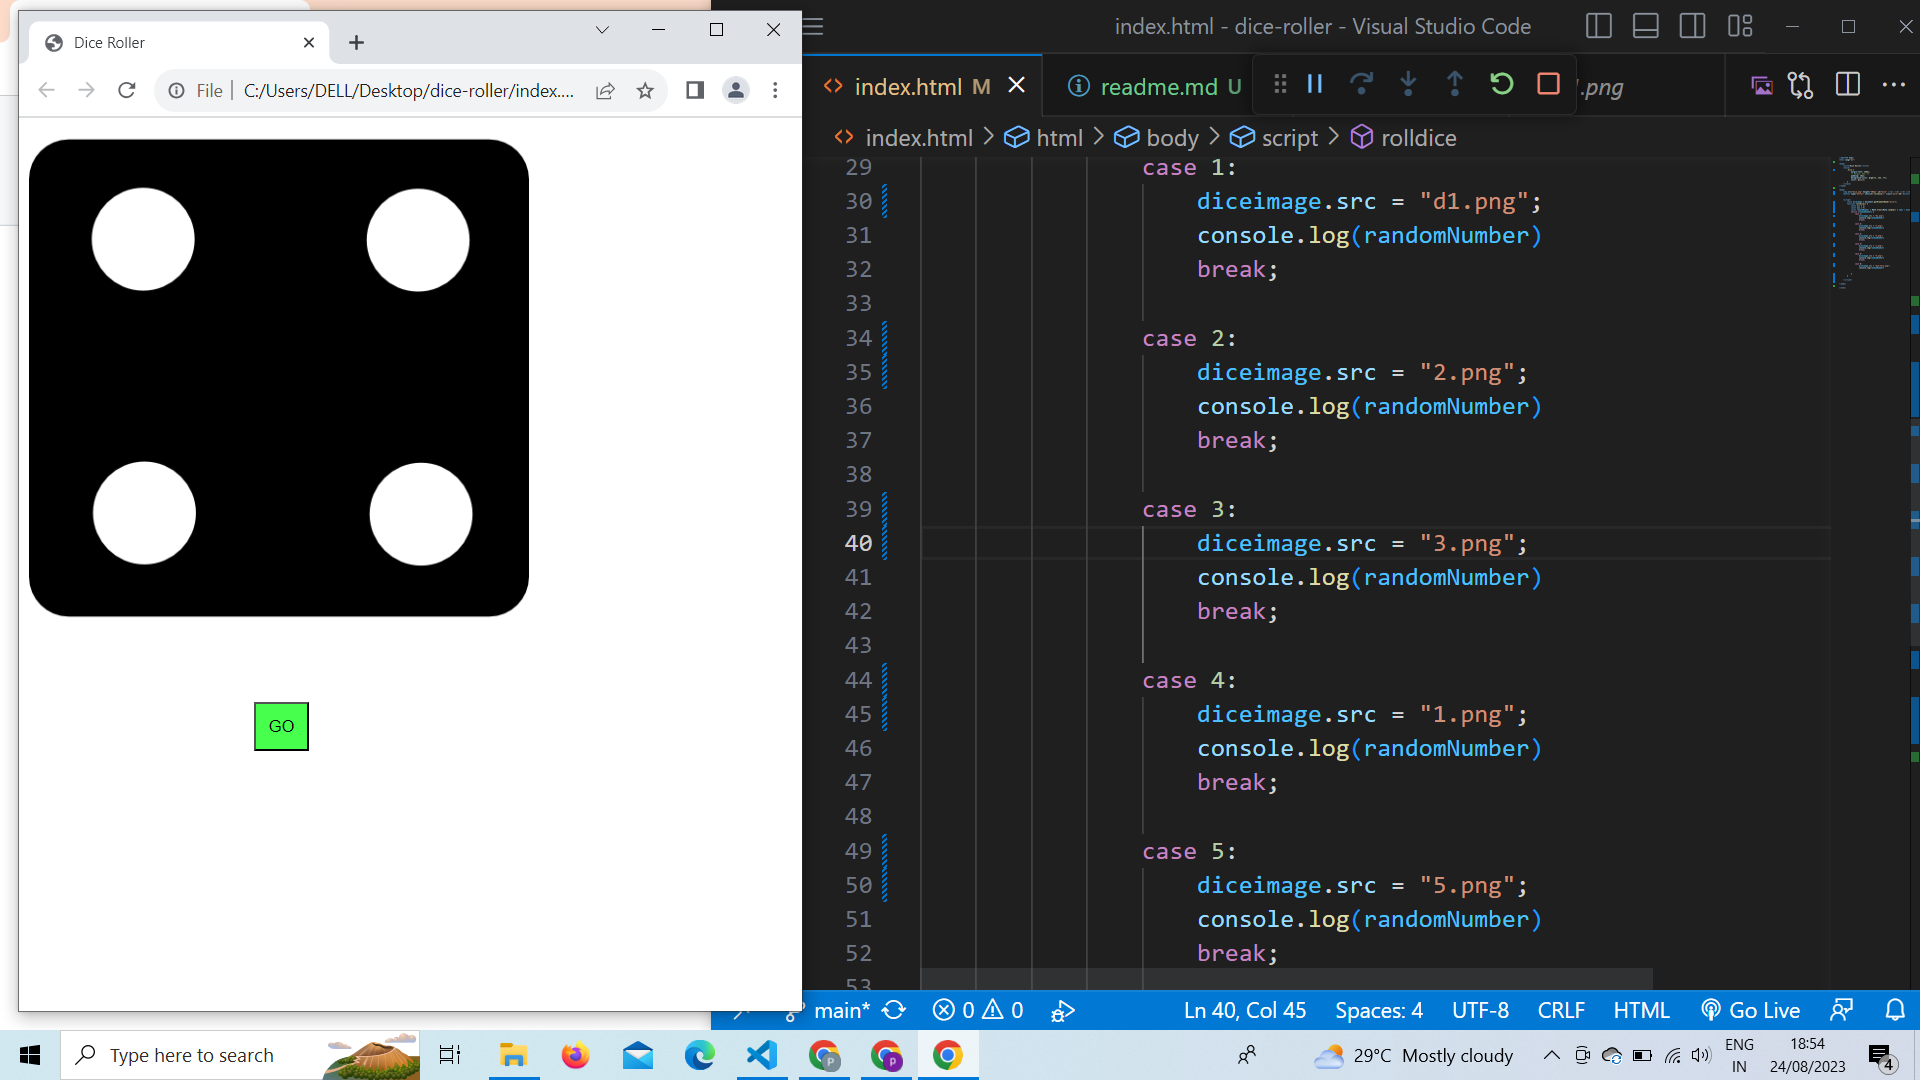 Dice Roller
File
C:/Users/DELL/Desktop/dice-roller/index....
GO
index.html - dice-roller - Visual Studio Code
index.html M
readme.md U
.png
index.html > html > body > script > rolldice
29 case 1:
30 diceimage.src = "d1.png";
31 console.log(randomNumber)
32 break;
33
34 case 2:
35 diceimage.src = "2.png";
36 console.log(randomNumber)
37 break;
38
39 case 3:
40 diceimage.src = "3.png";
41 console.log(randomNumber)
42 break;
43
44 case 4:
45 diceimage.src = "1.png";
46 console.log(randomNumber)
47 break;
48
49 case 5:
50 diceimage.src = "5.png";
51 console.log(randomNumber)
52 break;
53
main* 0 0 Ln 40, Col 45 Spaces: 4 UTF-8 CRLF HTML Go Live
Type here to search
P
P
29°C Mostly cloudy
ENG
IN
18:54
24/08/2023
4